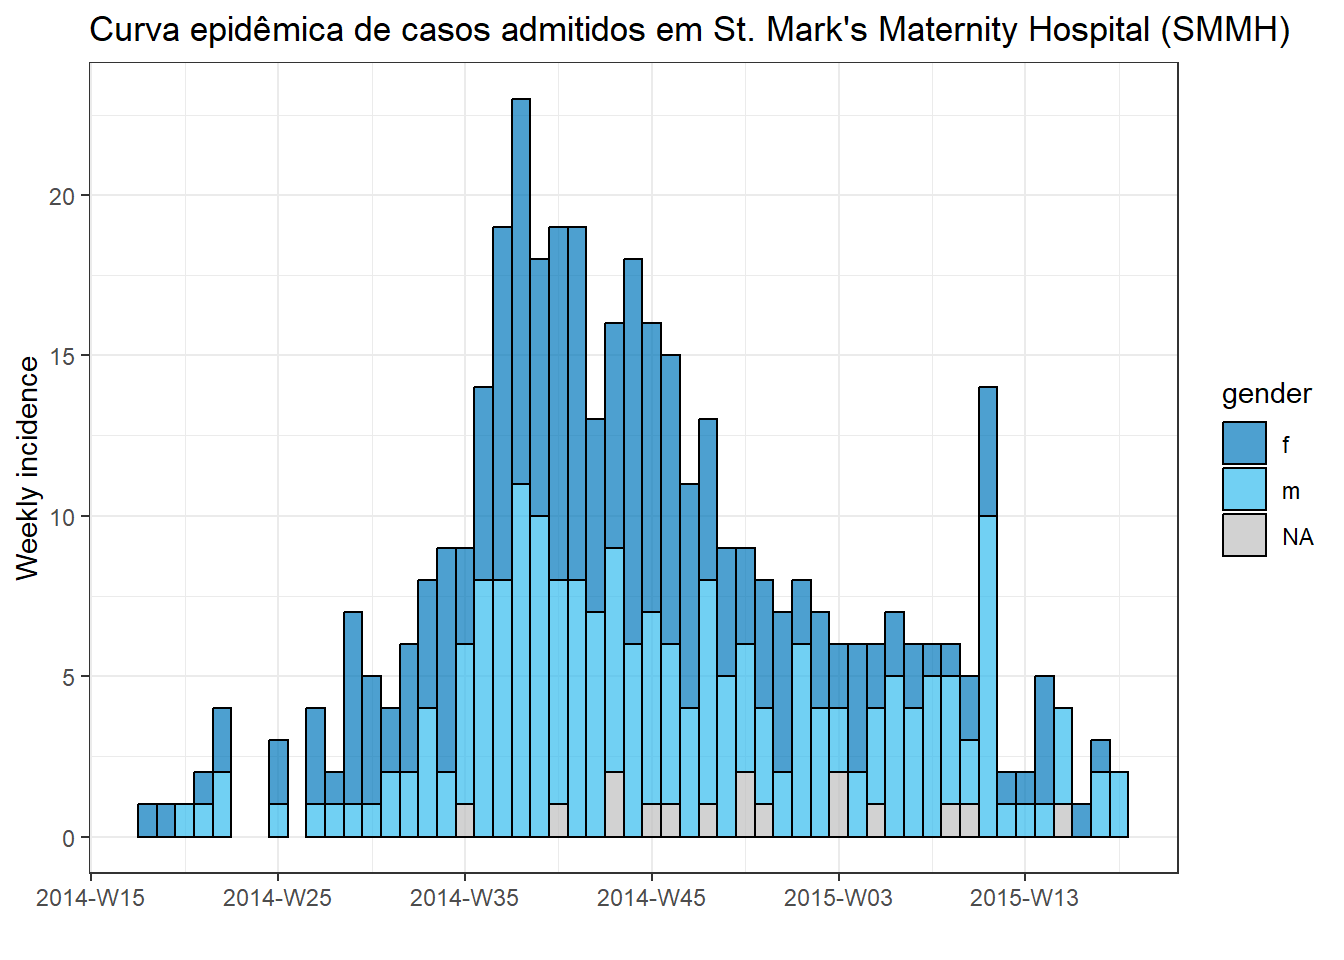 Curva epidêmica de casos admitidos em St. Mark's Maternity Hospital (SMMH)
Weekly incidence
20
15
10
5
0
2014-W15
2014-W25
2014-W35
2014-W45
2015-W03
2015-W13
gender
f
m
NA